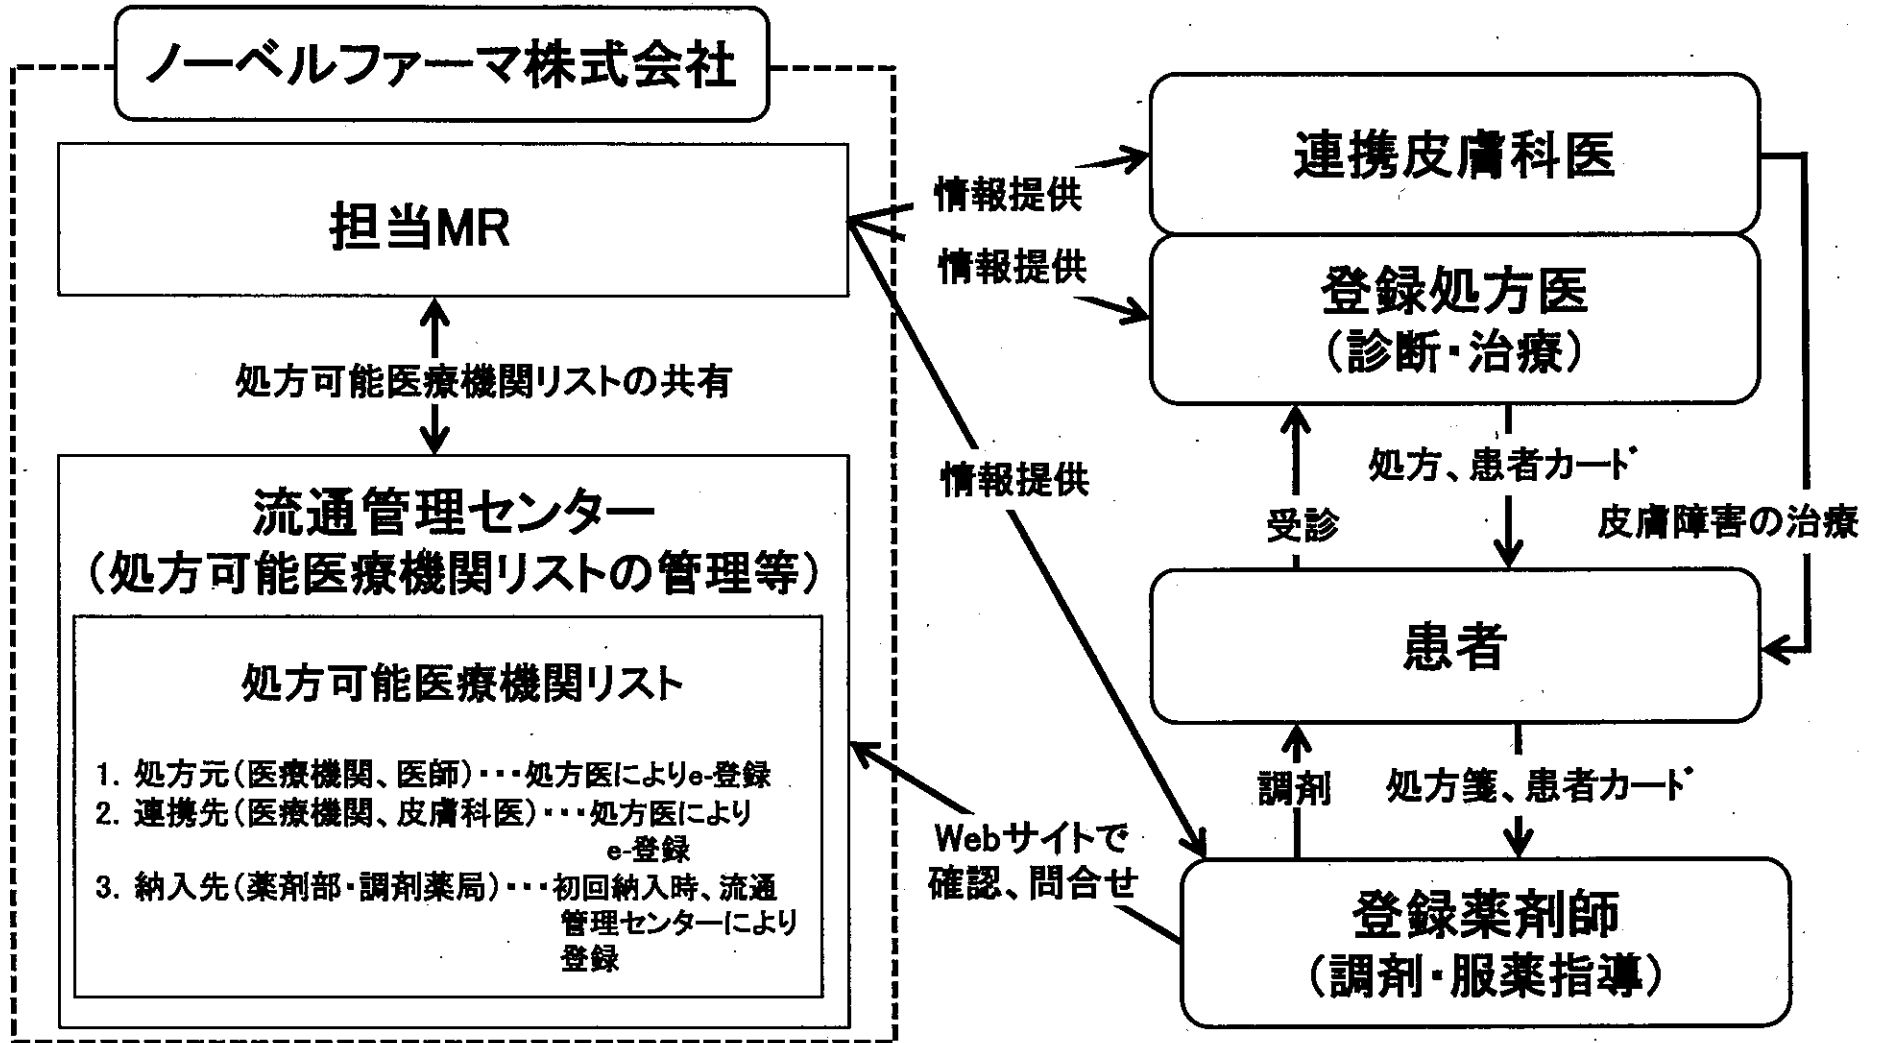 ノーベルファーマ株式会社
担当MR
処方可能医療機関リストの共有
流通管理センター
（処方可能医療機関リストの管理等）
処方可能医療機関リスト
1. 処方元（医療機関、医師）・・・処方医によりe-登録
2. 連携先（医療機関、皮膚科医）・・・処方医により
e-登録
3. 納入先（薬剤部・調剤薬局）・・・初回納入時、流通
管理センターにより
登録
情報提供
情報提供
情報提供
Webサイトで
確認、問合せ
連携皮膚科医
登録処方医
（診断・治療）
処方、患者カード
受診
皮膚障害の治療
患者
調剤
処方箋、患者カード
登録薬剤師
（調剤・服薬指導）